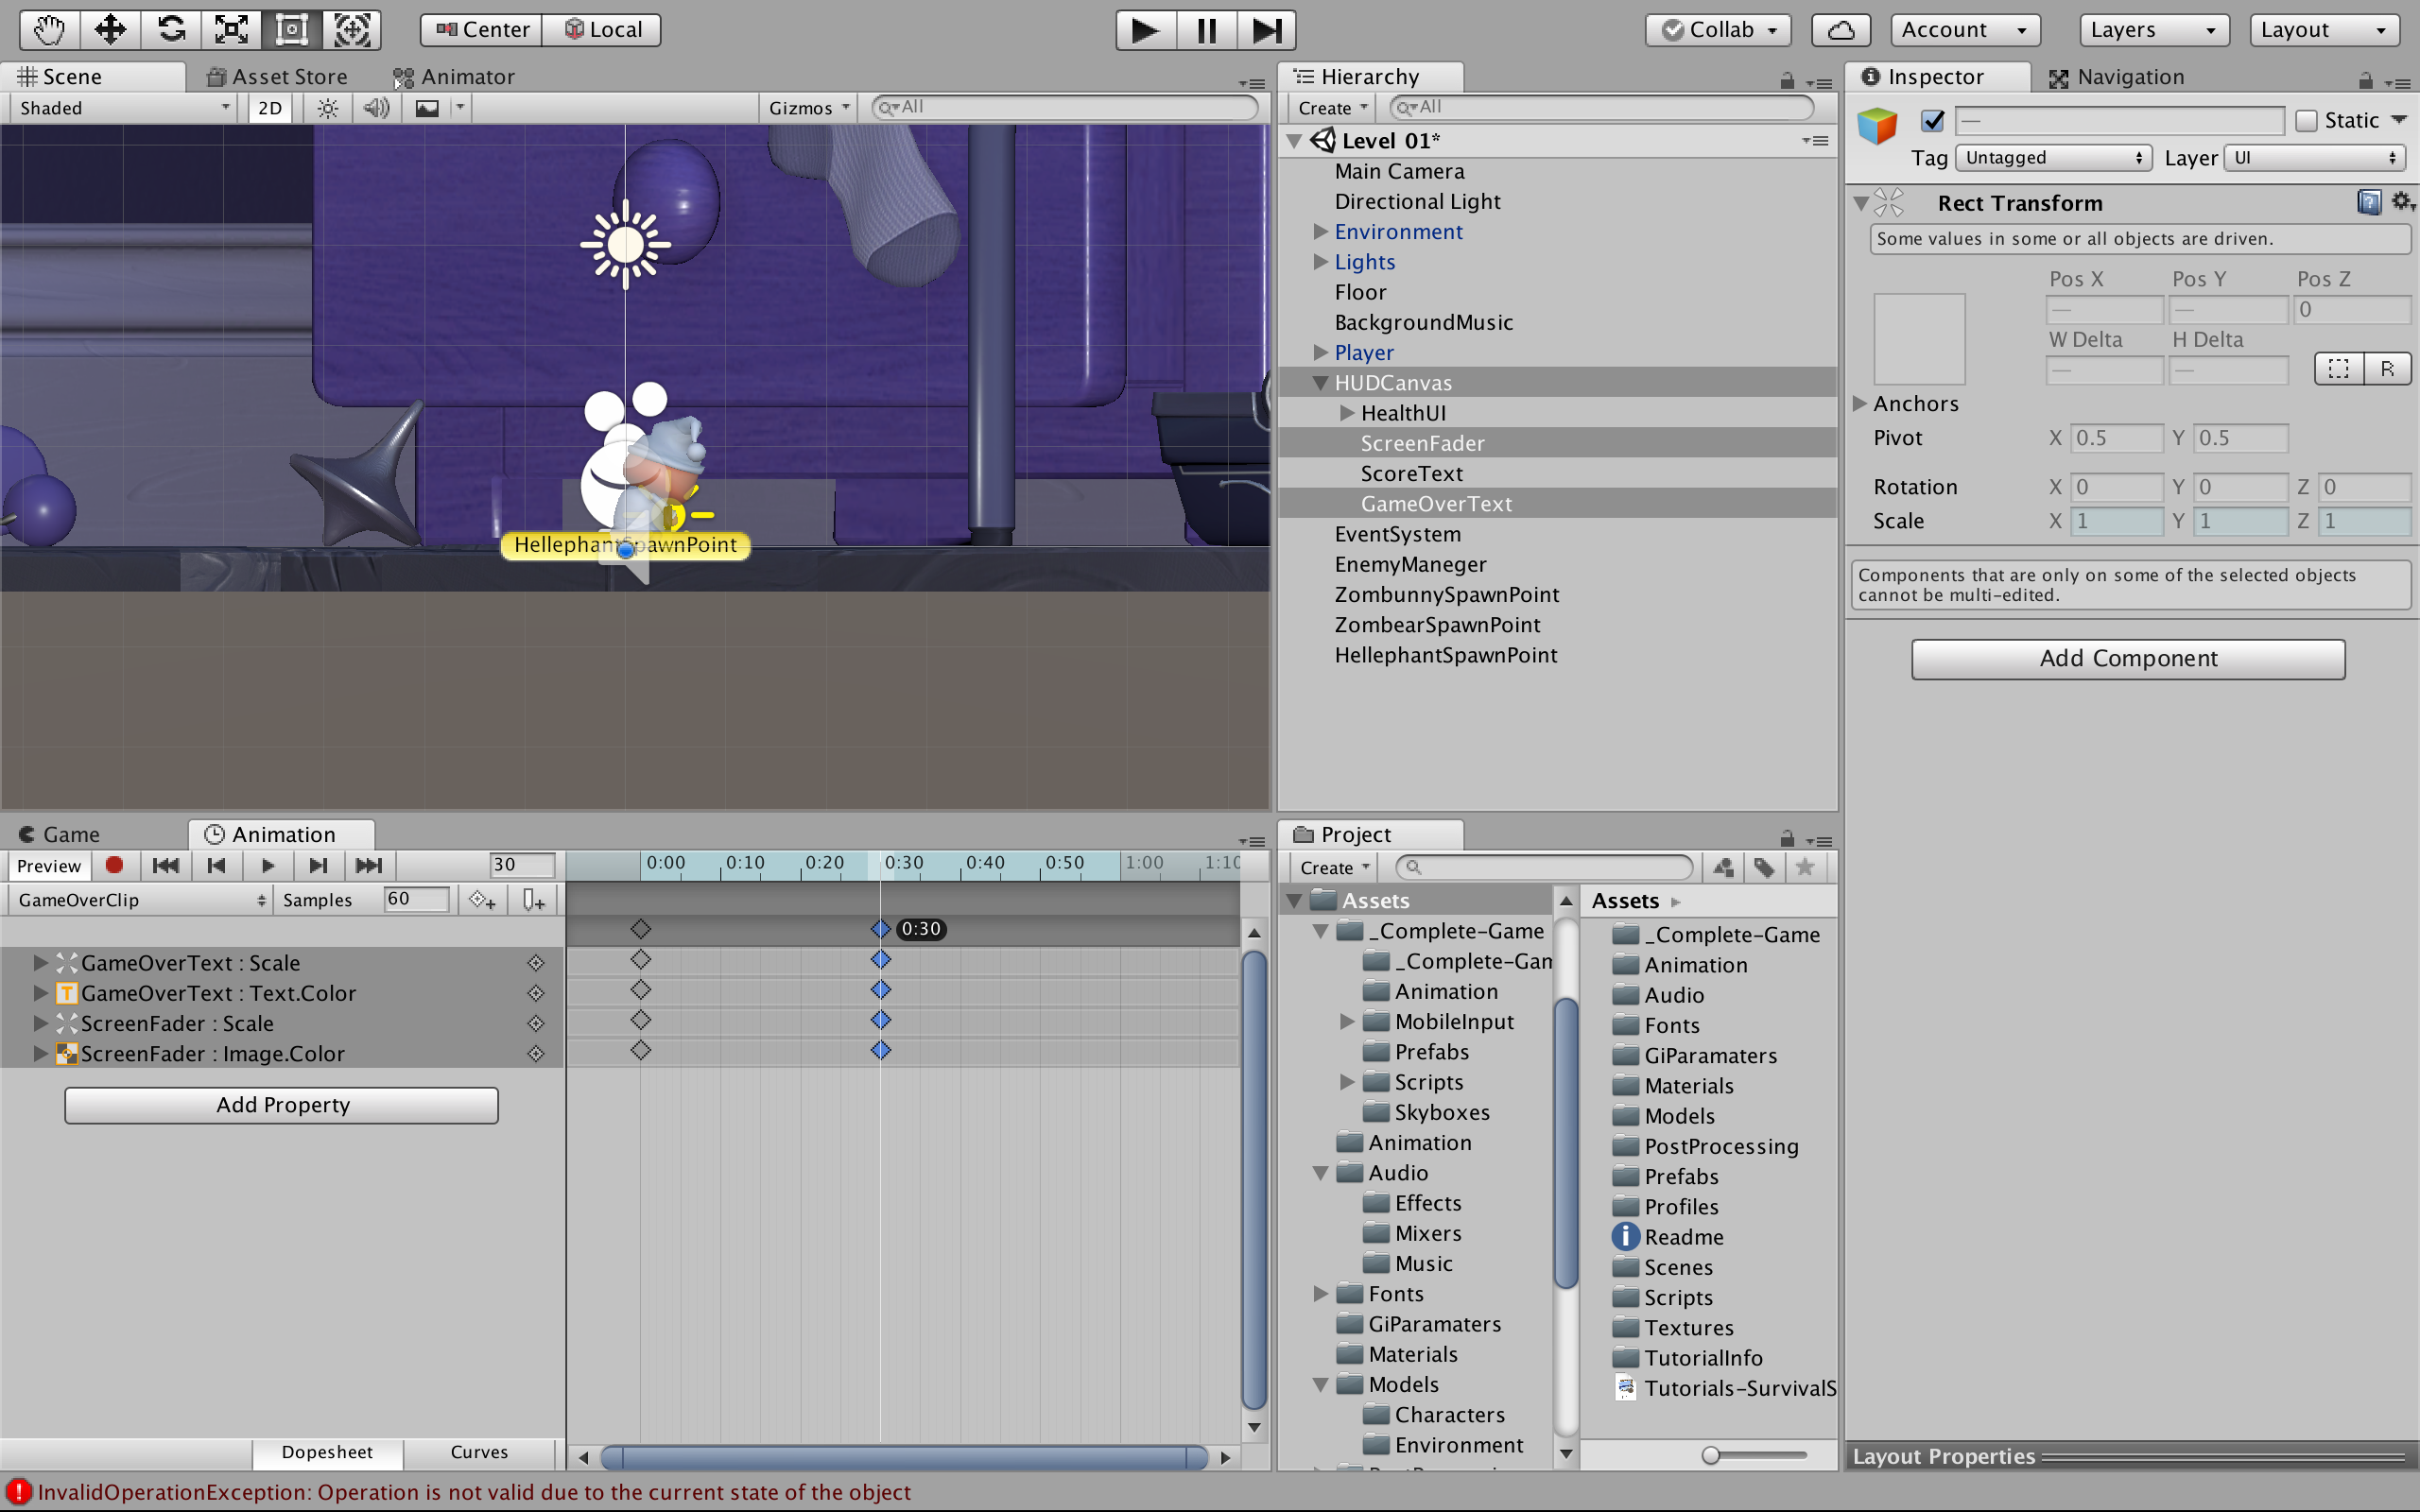 Center Local
Collab Account Layers Layout
Scene Asset Store Animator
Shaded 2D Gizmos All
HellephantSpawnPoint
Hierarchy
Create All
Level 01*
Main Camera
Directional Light
Environment
Lights
Floor
BackgroundMusic
Player
HUDCanvas
HealthUI
ScreenFader
ScoreText
GameOverText
EventSystem
EnemyManeger
ZombunnySpawnPoint
ZombearSpawnPoint
HellephantSpawnPoint
Inspector Navigation
— Static
Tag Untagged Layer UI
Rect Transform
Some values in some or all objects are driven.
Pos X Pos Y Pos Z
— — 0
W Delta H Delta
— — R
Anchors
Pivot X 0.5 Y 0.5
Rotation X 0 Y 0 Z 0
Scale X 1 Y 1 Z 1
Components that are only on some of the selected objects
cannot be multi-edited.
Add Component
Layout Properties
Game Animation
Preview 30 0:00 0:10 0:20 0:30 0:40 0:50 1:00 1:10
GameOverClip Samples 60
0:30
GameOverText : Scale
GameOverText : Text.Color
ScreenFader : Scale
ScreenFader : Image.Color
Add Property
Dopesheet Curves
Project
Create
Assets
_Complete-Game
_Complete-Gam
Animation
MobileInput
Prefabs
Scripts
Skyboxes
Animation
Audio
Effects
Mixers
Music
Fonts
GiParamaters
Materials
Models
Characters
Environment
Assets
_Complete-Game
Animation
Audio
Fonts
GiParamaters
Materials
Models
PostProcessing
Prefabs
Profiles
Readme
Scenes
Scripts
Textures
TutorialInfo
Tutorials-SurvivalS
InvalidOperationException: Operation is not valid due to the current state of the object